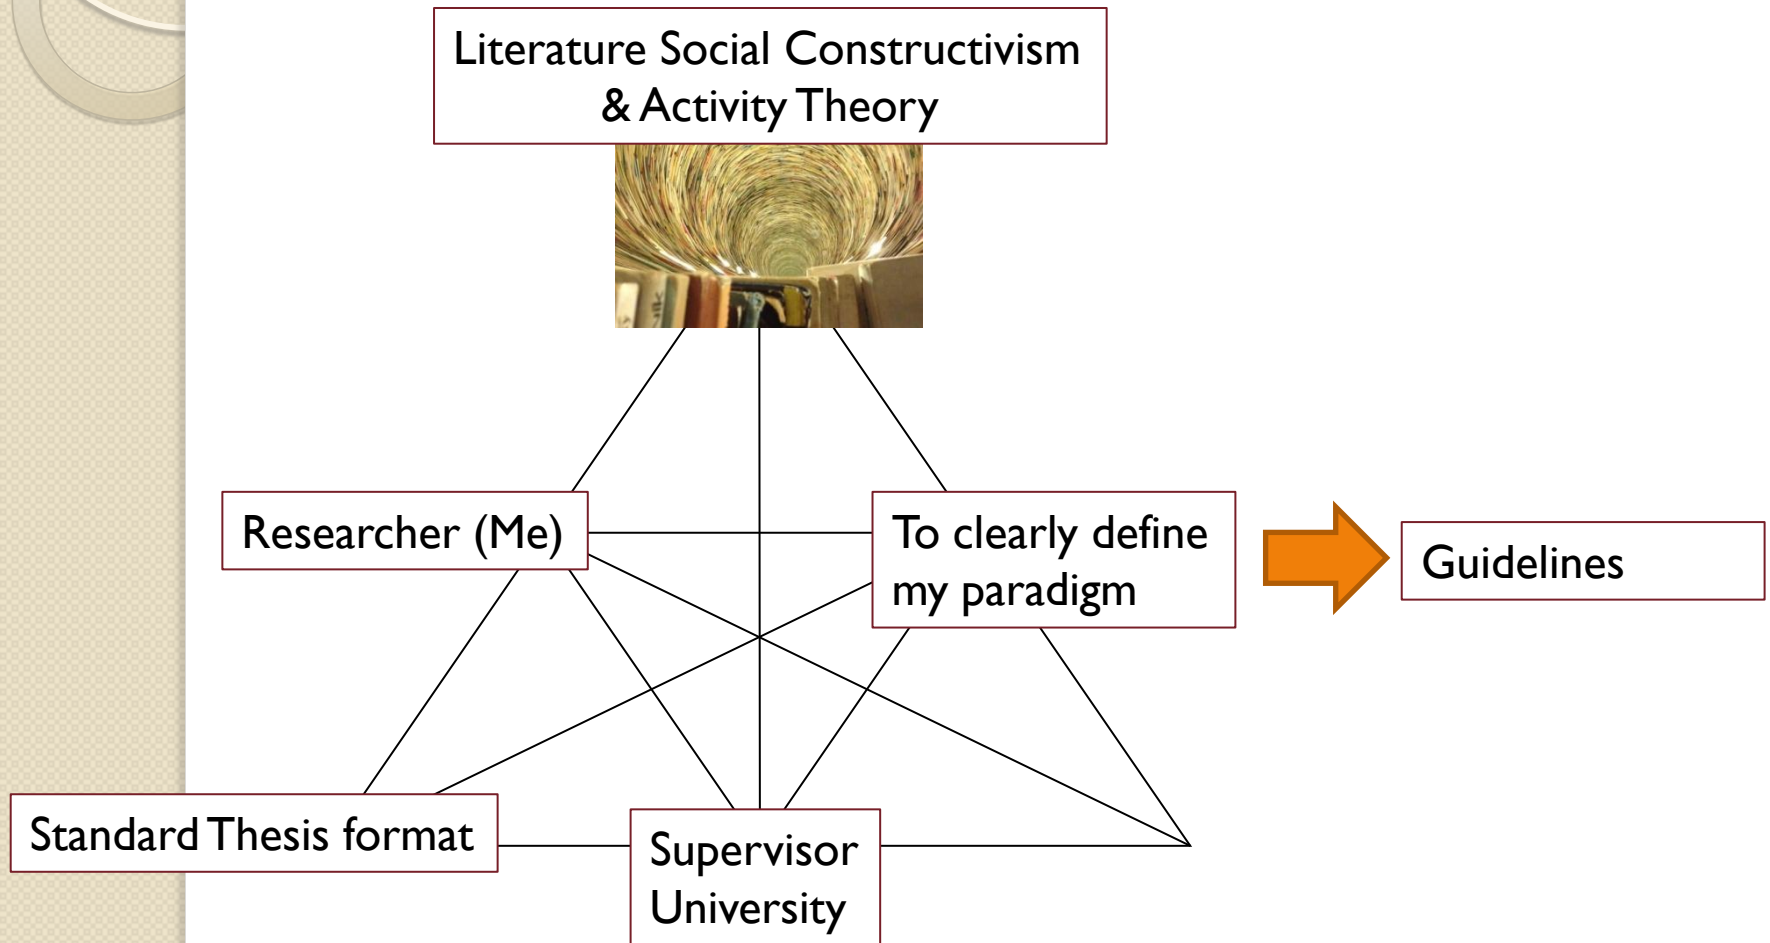 Literature Social Constructivism
& Activity Theory
Researcher (Me)
To clearly define
my paradigm
Guidelines
Standard Thesis format
Supervisor
University